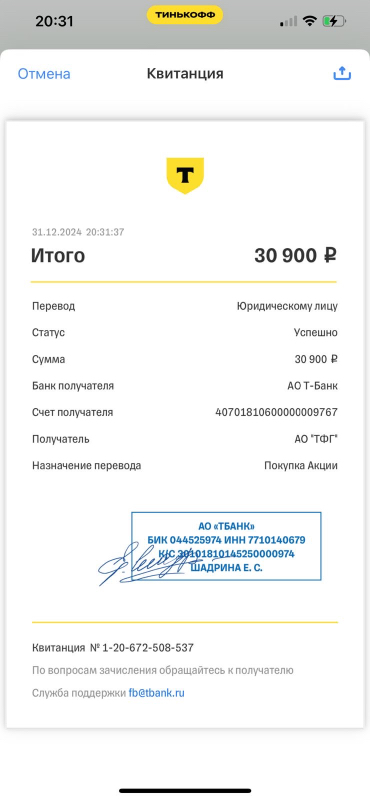 20:31
ТИНЬКОФФ
Отмена
Квитанция
Т
31.12.2024 20:31:37
Итого 30 900 ₽
Перевод Юридическому лицу
Статус Успешно
Сумма 30 900 ₽
Банк получателя АО Т-Банк
Счет получателя 40701810600000009767
Получатель АО "ТФГ"
Назначение перевода Покупка Акции
АО «ТБАНК»
БИК 044525974 ИНН 7710140679
К/С 30101810145250000974
ШАДРИНА Е. С.
Квитанция № 1-20-672-508-537
По вопросам зачисления обращайтесь к получателю
Служба поддержки fb@tbank.ru